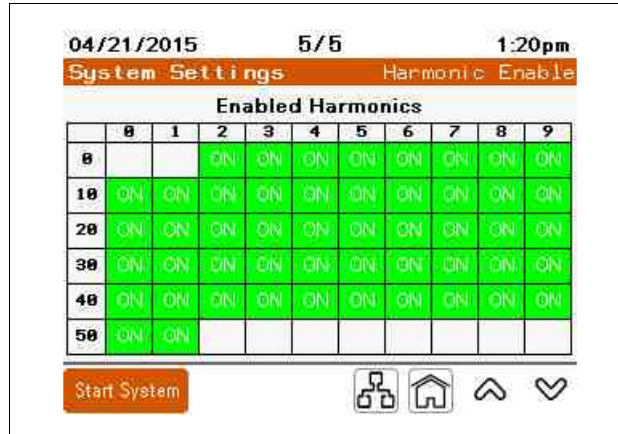 04/21/2015 5/5 1:20pm
System Settings Harmonic Enable
Enabled Harmonics
0 1 2 3 4 5 6 7 8 9
0 ON ON ON ON ON ON ON ON
10 ON ON ON ON ON ON ON ON ON ON
20 ON ON ON ON ON ON ON ON ON ON
30 ON ON ON ON ON ON ON ON ON ON
40 ON ON ON ON ON ON ON ON ON ON
50 ON ON
Start System